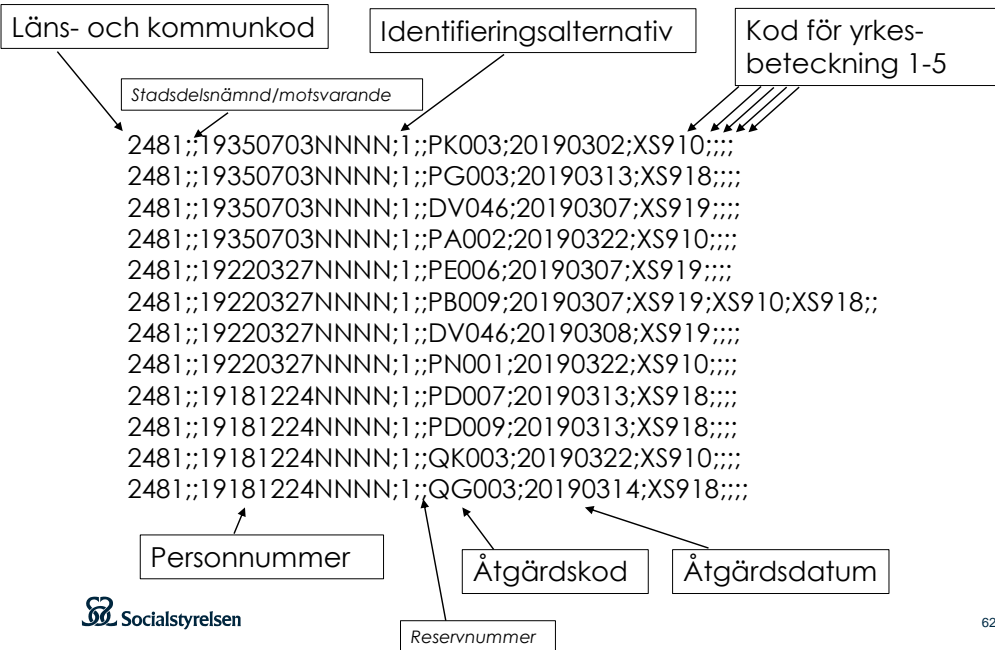 Läns- och kommunkod
Identifieringsalternativ
Kod för yrkes-
beteckning 1-5
Stadsdelsnämnd/motsvarande
2481;;19350703NNNN;1;;PK003;20190302;XS910;;;;
2481;;19350703NNNN;1;;PG003;20190313;XS918;;;;
2481;;19350703NNNN;1;;DV046;20190307;XS919;;;;
2481;;19350703NNNN;1;;PA002;20190322;XS910;;;;
2481;;19220327NNNN;1;;PE006;20190307;XS919;;;;
2481;;19220327NNNN;1;;PB009;20190307;XS919;XS910;XS918;;
2481;;19220327NNNN;1;;DV046;20190308;XS919;;;;
2481;;19220327NNNN;1;;PN001;20190322;XS910;;;;
2481;;19181224NNNN;1;;PD007;20190313;XS918;;;;
2481;;19181224NNNN;1;;PD009;20190313;XS918;;;;
2481;;19181224NNNN;1;;QK003;20190322;XS910;;;;
2481;;19181224NNNN;1;;QG003;20190314;XS918;;;;
Personnummer
Åtgärdskod
Åtgärdsdatum
Socialstyrelsen
Reservnummer
62